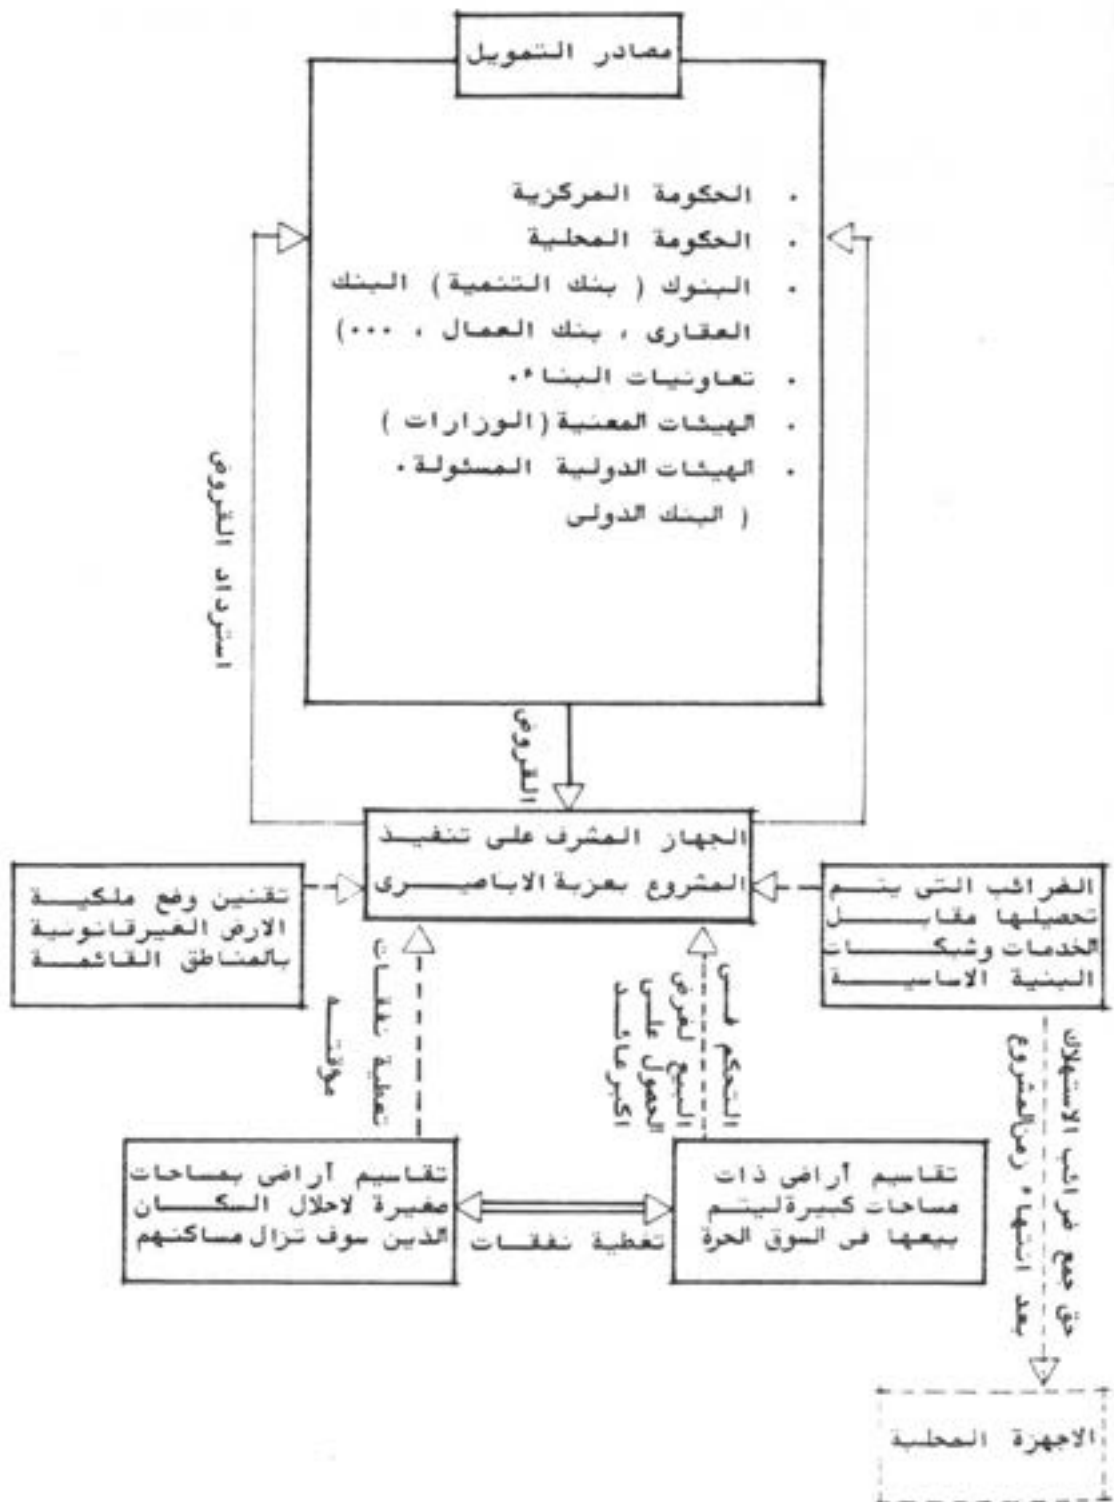 مصادر التمويل
. الحكومة المركزية
. الحكومة المحلية
. البنوك ( بنك التنمية ) البنك
العقارى ، بنك العمال ، ٠٠٠)
. تعاونيات البناء.
. الهيئات المعنية (الوزارات )
. الهيئات الدولية المسئولة.
( البنك الدولى
استرداد القروض
القروض
الجهاز المشرف على تنفيذ
المشروع بعزبة الاباصيرى
الضرائب التى يتم
تحصيلها مقابل
الخدمات وشبكات
البنية الاساسية
تقنين وضع ملكية
الارض الغيرقانونية
بالمناطق القائمة
التحكم فى
البيع لغرض
الحصول على
اكبرعائد
تغطية نفقات
مؤقته
حق جمع ضرائب الاستهلاك
بعد انتهاء زمن المشروع
تقاسيم أراضى ذات
مساحات كبيرة ليتم
بيعها فى السوق الحرة
تغطية نفقات
تقاسيم أراضى بمساحات
صغيرة لاحلال السكان
الذين سوف تزال مساكنهم
الاجهزة المحلية